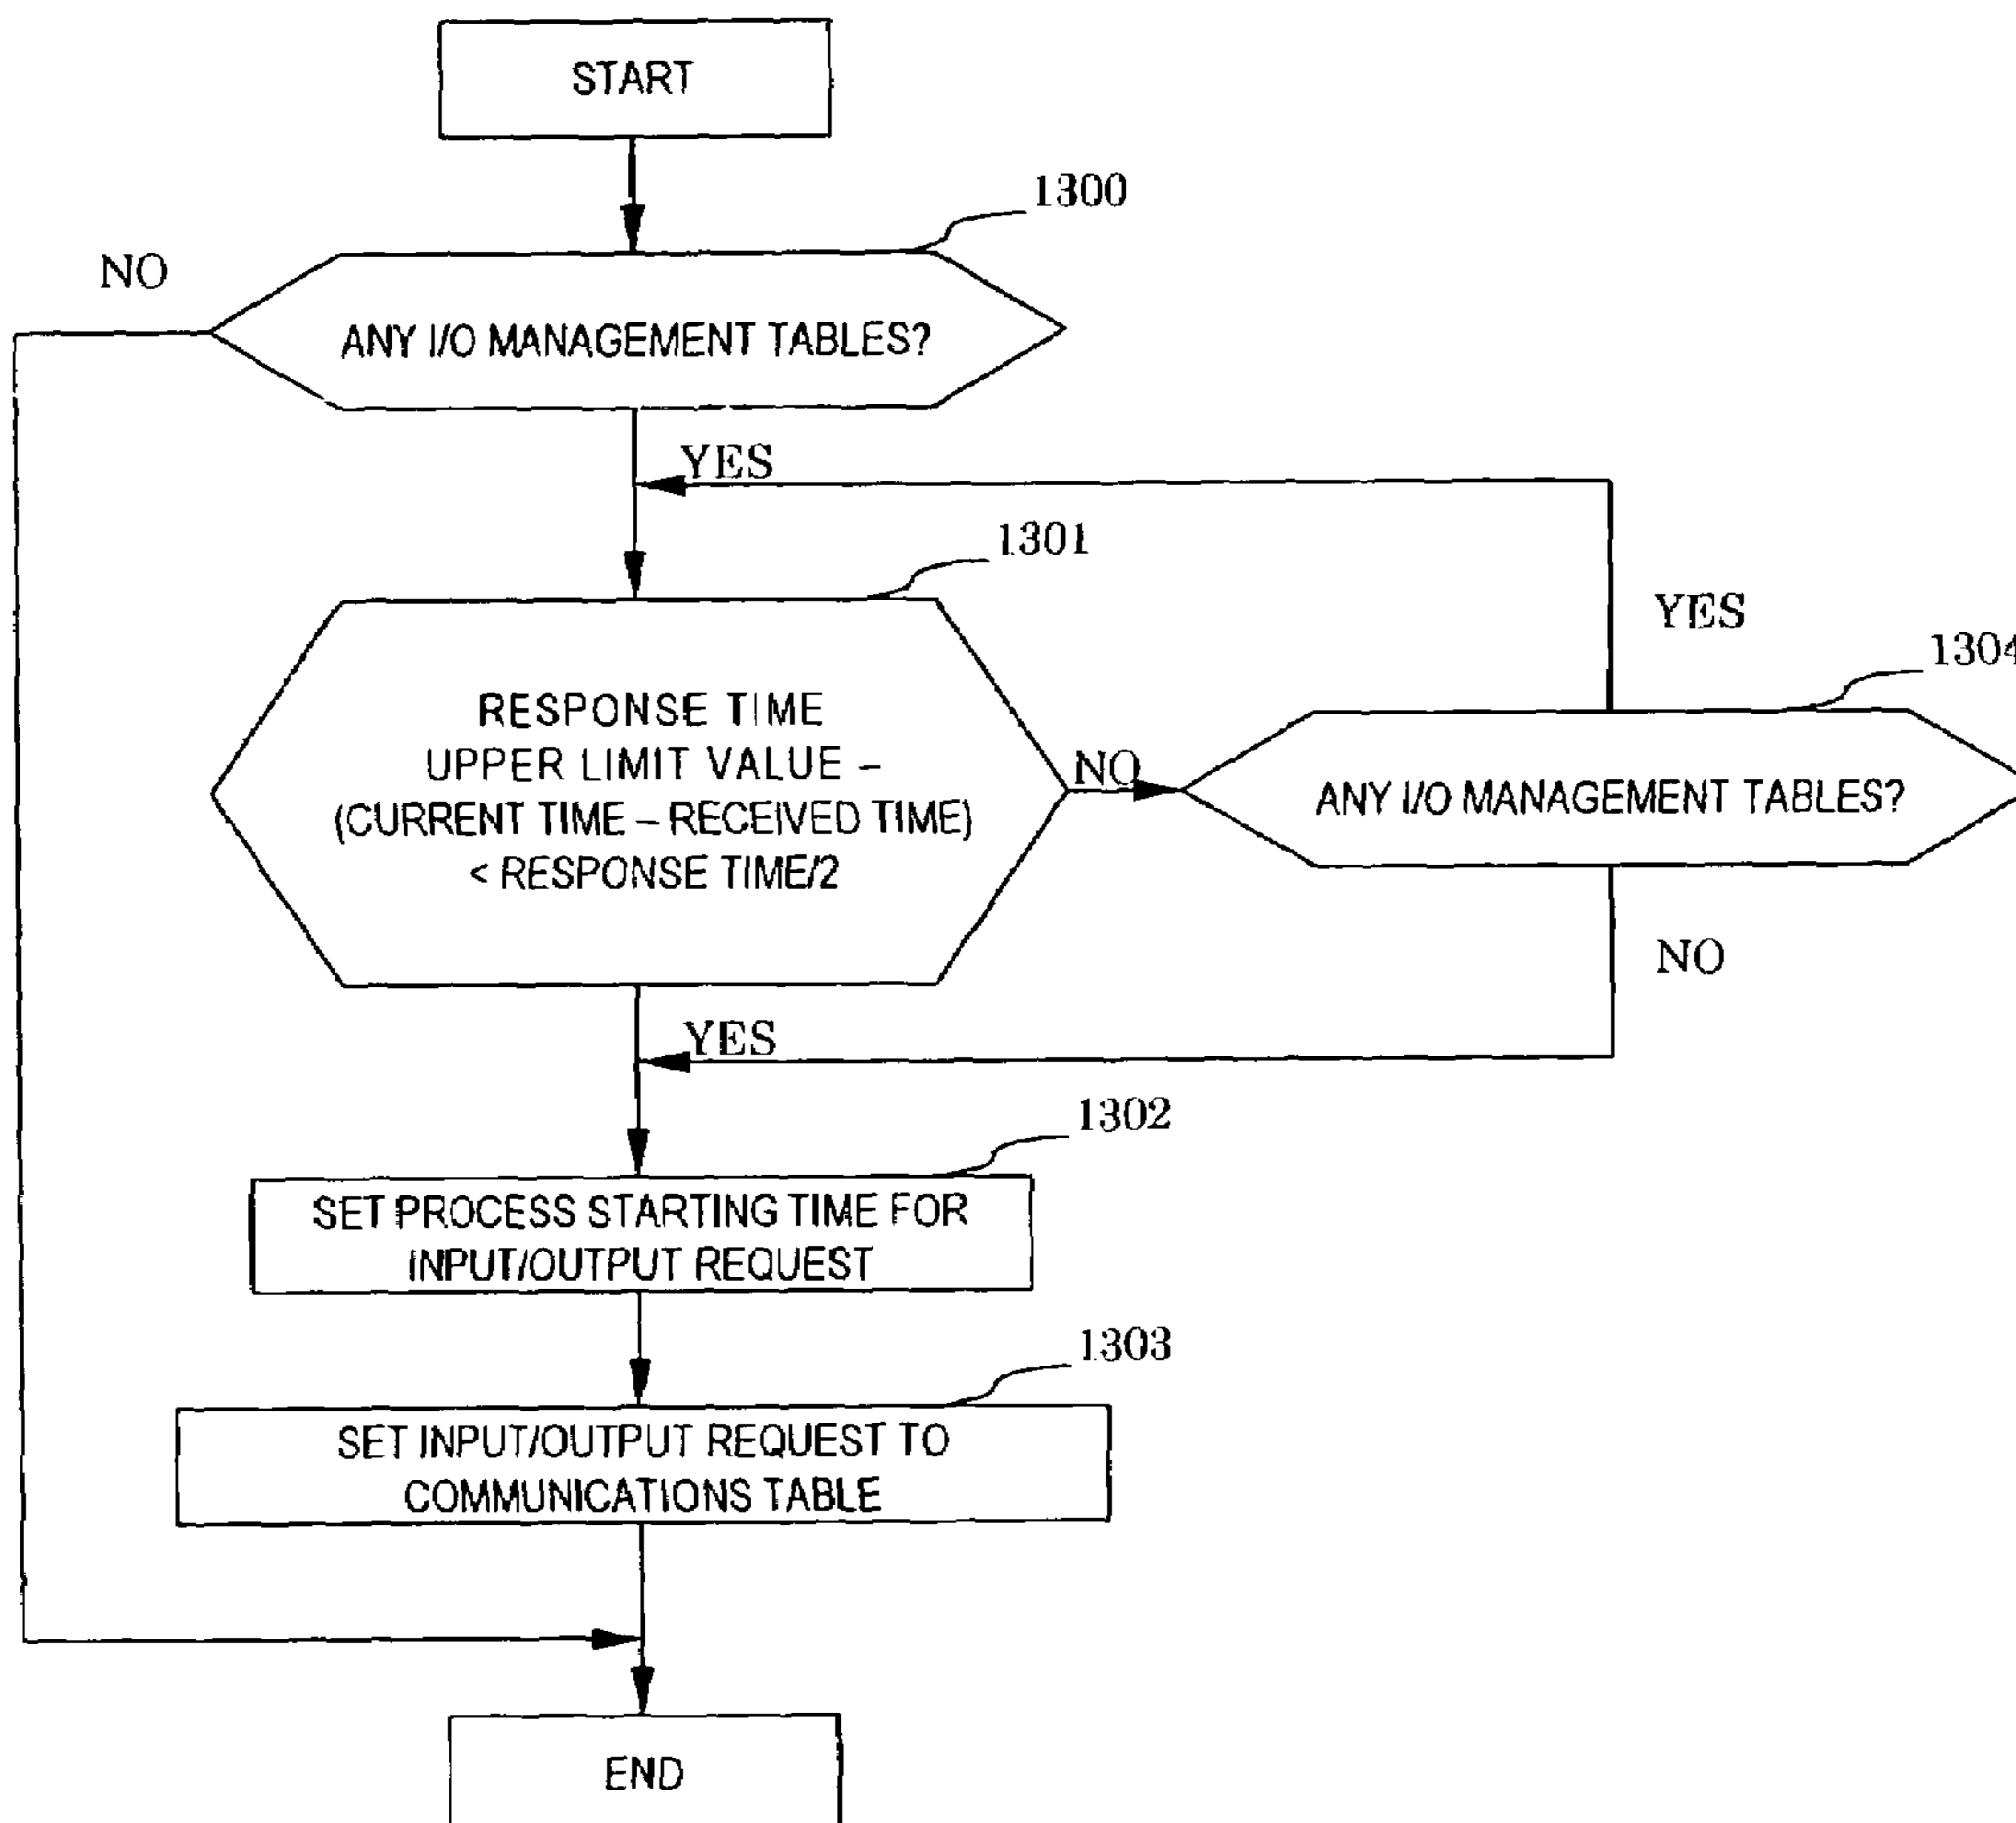 START
1300
NO
ANY I/O MANAGEMENT TABLES?
YES
1301
YES
1304
RESPONSE TIME
UPPER LIMIT VALUE –
(CURRENT TIME – RECEIVED TIME)
< RESPONSE TIME/2
NO
ANY I/O MANAGEMENT TABLES?
NO
YES
1302
SET PROCESS STARTING TIME FOR
INPUT/OUTPUT REQUEST
1303
SET INPUT/OUTPUT REQUEST TO
COMMUNICATIONS TABLE
END